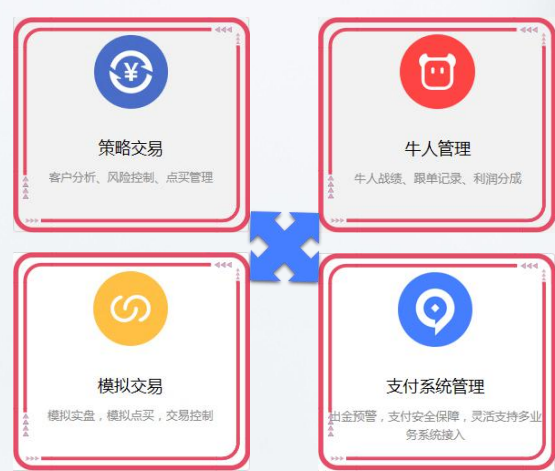 策略交易
客户分析、风险控制、点买管理
牛人管理
牛人战绩、跟单记录、利润分成
模拟交易
模拟实盘，模拟点买，交易控制
支付系统管理
出金预警，支付安全保障，灵活支持多业
务系统接入